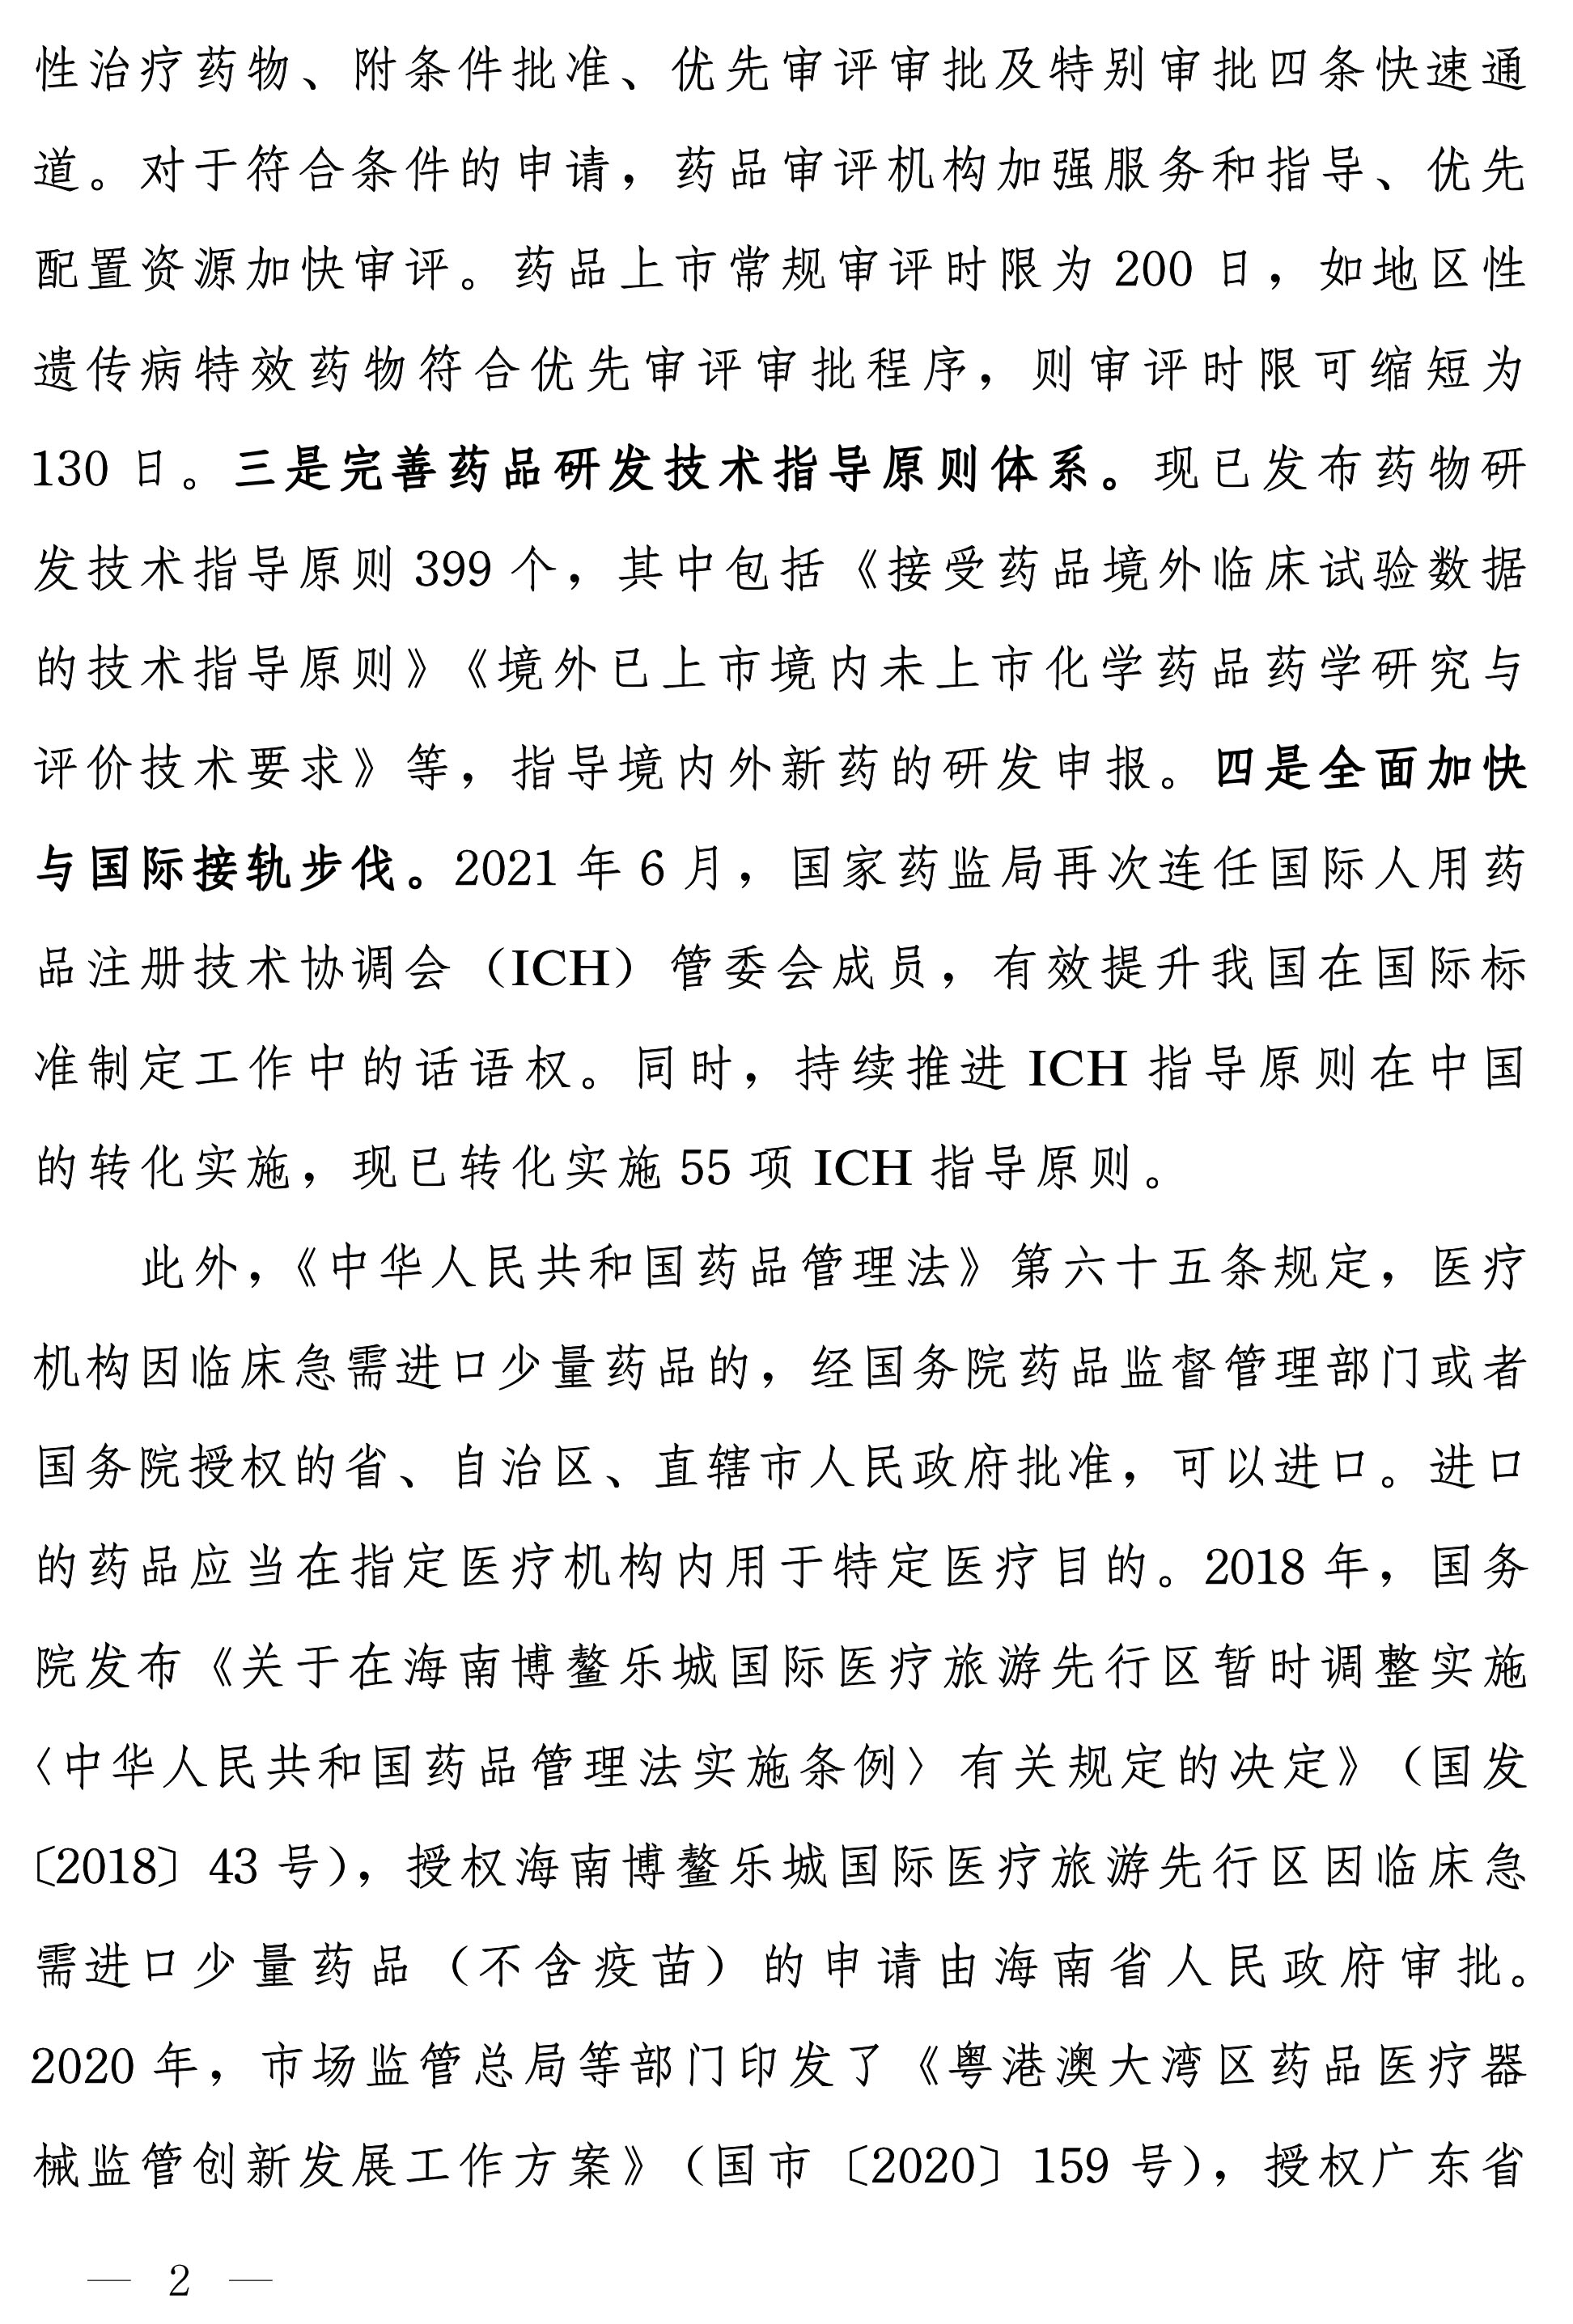 性治疗药物、附条件批准、优先审评审批及特别审批四条快速通
道。对于符合条件的申请，药品审评机构加强服务和指导、优先
配置资源加快审评。药品上市常规审评时限为 200 日，如地区性
遗传病特效药物符合优先审评审批程序，则审评时限可缩短为
130 日。三是完善药品研发技术指导原则体系。现已发布药物研
发技术指导原则 399 个，其中包括《接受药品境外临床试验数据
的技术指导原则》《境外已上市境内未上市化学药品药学研究与
评价技术要求》等，指导境内外新药的研发申报。四是全面加快
与国际接轨步伐。2021 年 6 月，国家药监局再次连任国际人用药
品注册技术协调会（ICH）管委会成员，有效提升我国在国际标
准制定工作中的话语权。同时，持续推进 ICH 指导原则在中国
的转化实施，现已转化实施 55 项 ICH 指导原则。
此外，《中华人民共和国药品管理法》第六十五条规定，医疗
机构因临床急需进口少量药品的，经国务院药品监督管理部门或者
国务院授权的省、自治区、直辖市人民政府批准，可以进口。进口
的药品应当在指定医疗机构内用于特定医疗目的。2018 年，国务
院发布《关于在海南博鳌乐城国际医疗旅游先行区暂时调整实施
〈中华人民共和国药品管理法实施条例〉有关规定的决定》（国发
〔2018〕43 号），授权海南博鳌乐城国际医疗旅游先行区因临床急
需进口少量药品（不含疫苗）的申请由海南省人民政府审批。
2020 年，市场监管总局等部门印发了《粤港澳大湾区药品医疗器
械监管创新发展工作方案》（国市〔2020〕159 号），授权广东省
— 2 —